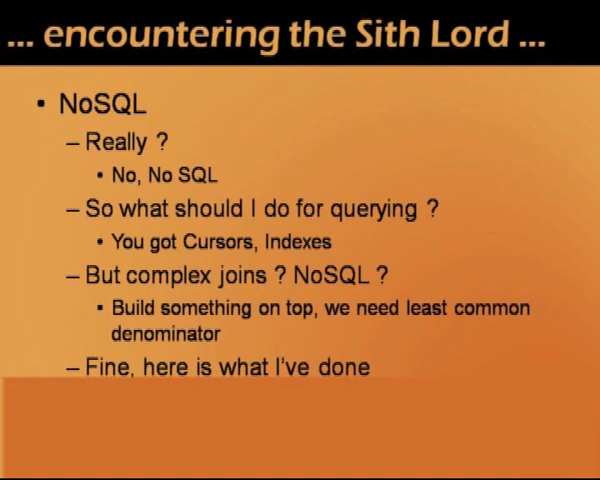 ... encountering the Sith Lord ...
• NoSQL
– Really ?
• No, No SQL
– So what should I do for querying ?
• You got Cursors, Indexes
– But complex joins ? NoSQL ?
• Build something on top, we need least common
denominator
– Fine, here is what I've done